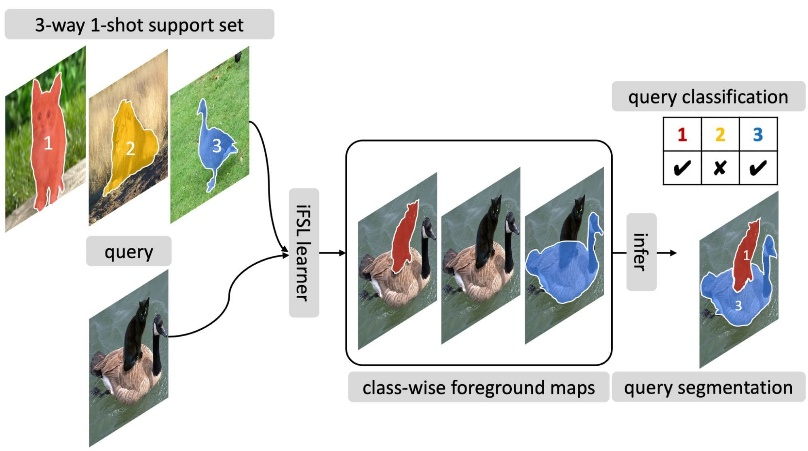 3-way 1-shot support set
1
2
3
query
iFSL learner
class-wise foreground maps
infer
query classification
1 2 3
✔ ✘ ✔
1
3
query segmentation